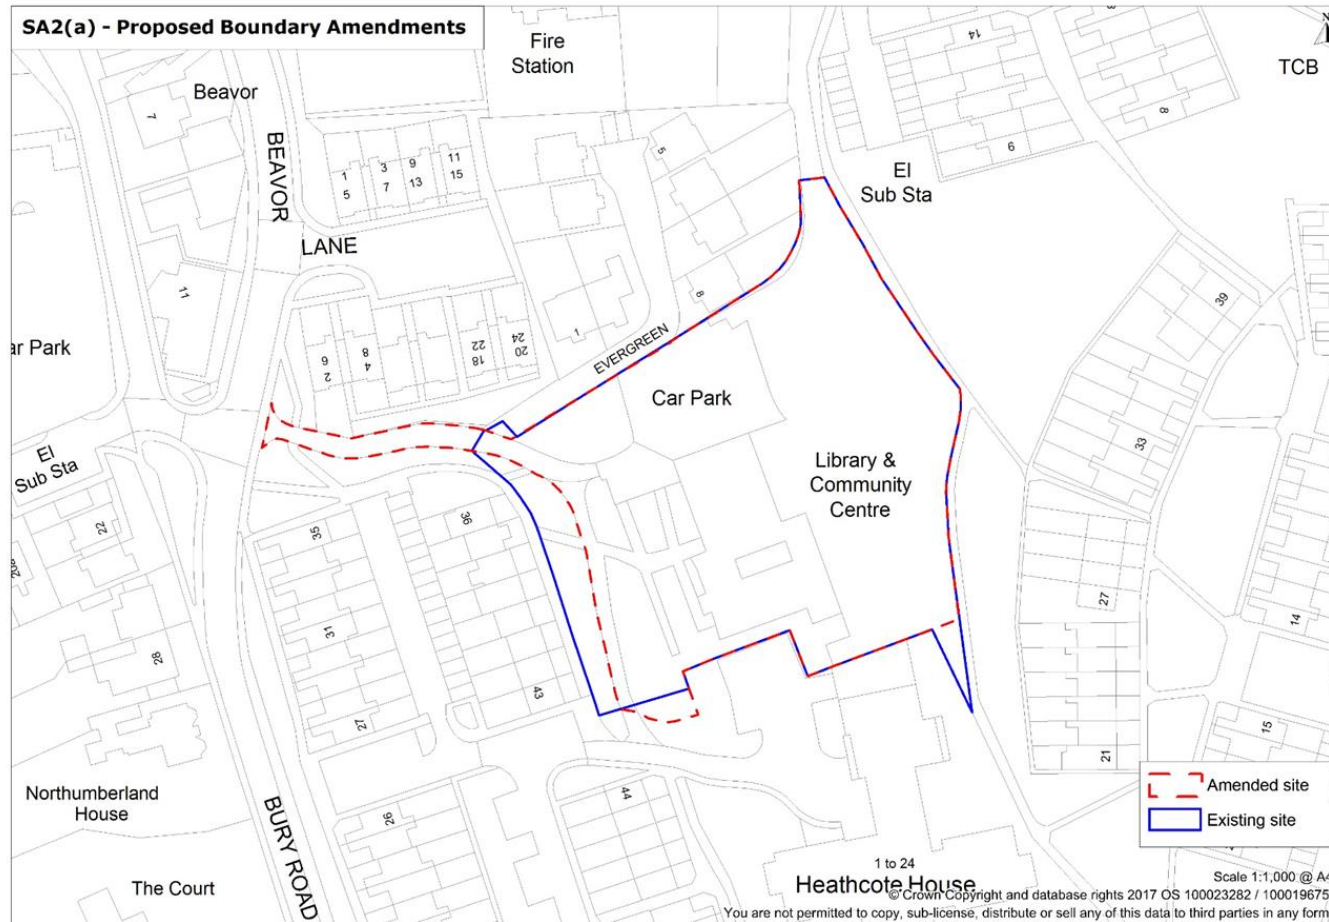 SA2(a) - Proposed Boundary Amendments
Fire
Station
N
TCB
Beavor
7
14
8
BEAVOR
1
3
9
11
5
7
13
15
5
6
El
Sub Sta
LANE
11
8
39
1
EVERGREEN
ar Park
6
2
8
4
22
18
24
20
Car Park
33
El
Sub Sta
Library &
Community
Centre
22
35
36
20a
31
27
14
28
43
27
15
21
Northumberland
House
26
44
BURY ROAD
Amended site
Existing site
1 to 24
Heathcote House
The Court
Scale 1:1,000 @ A4
© Crown Copyright and database rights 2017 OS 100023282 / 100019675
You are not permitted to copy, sub-license, distribute or sell any of this data to third parties in any form